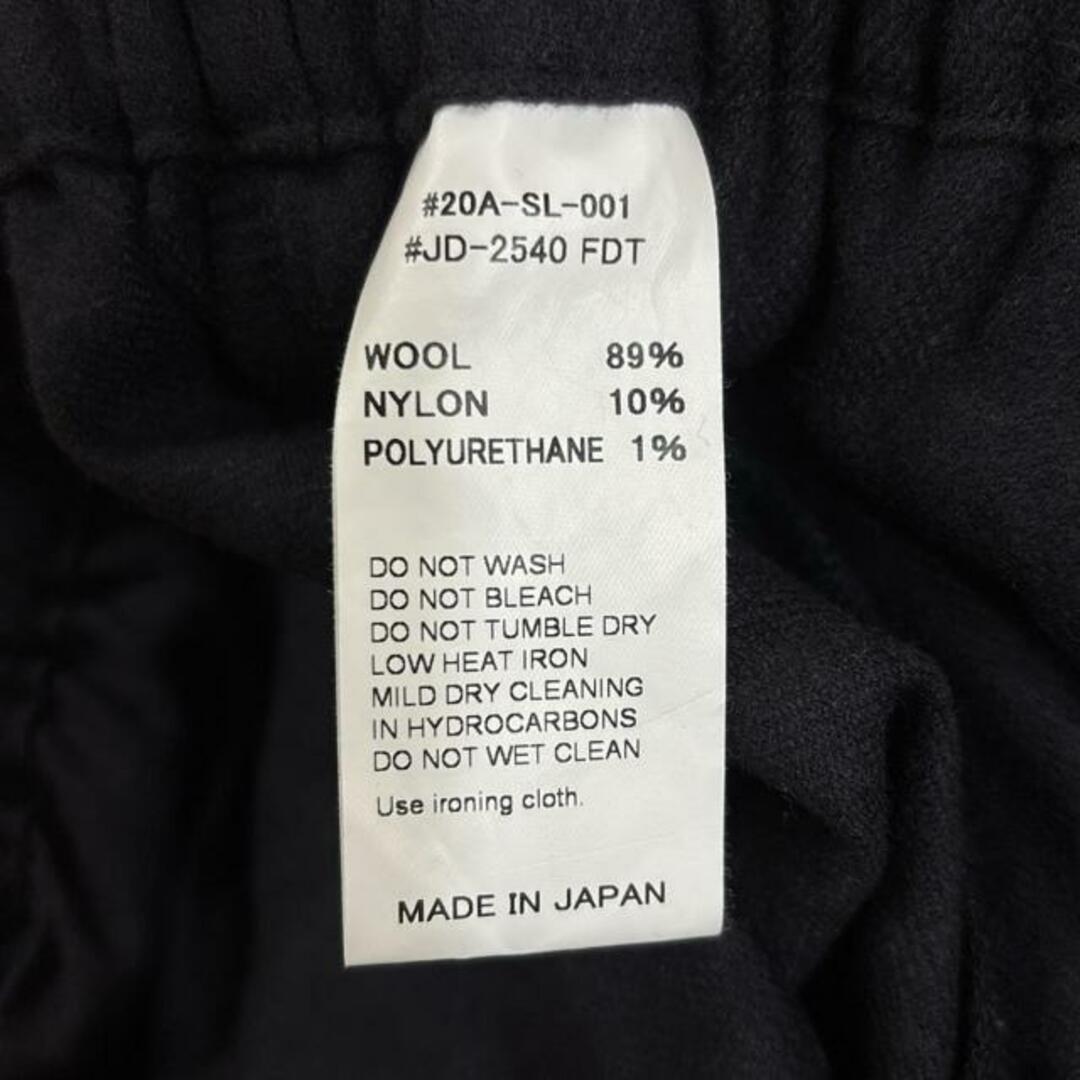 #20A-SL-001
#JD-2540 FDT
WOOL 89%
NYLON 10%
POLYURETHANE 1%
DO NOT WASH
DO NOT BLEACH
DO NOT TUMBLE DRY
LOW HEAT IRON
MILD DRY CLEANING
IN HYDROCARBONS
DO NOT WET CLEAN
Use ironing cloth.
MADE IN JAPAN